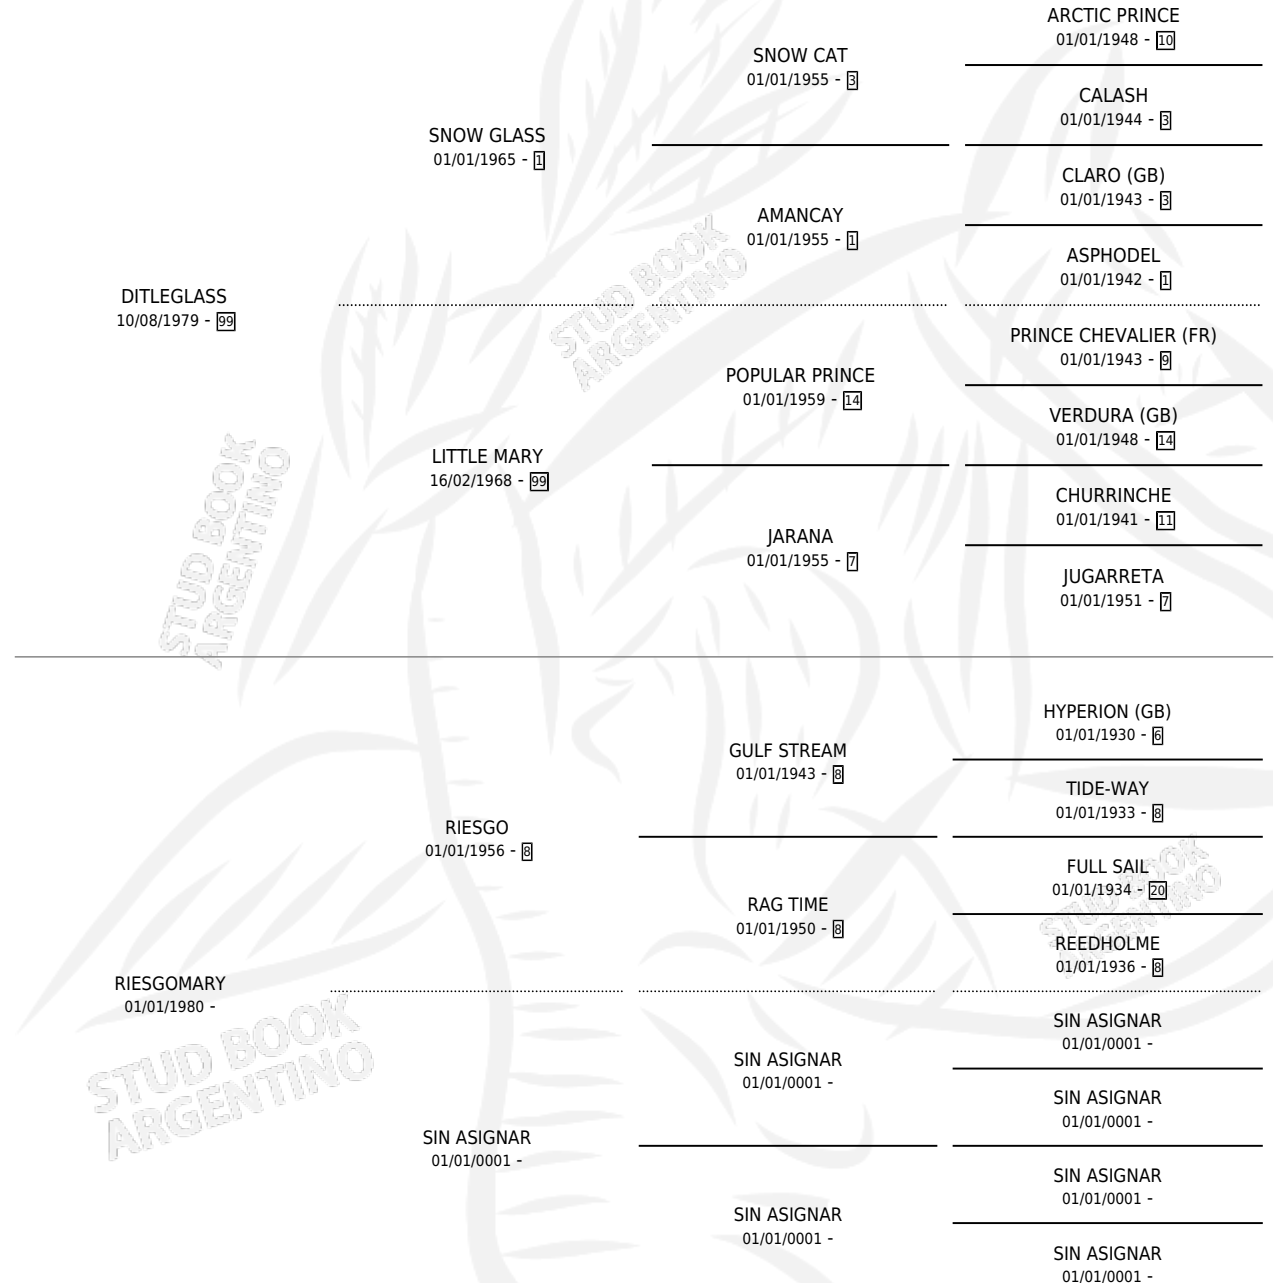 ARCTIC PRINCE
01/01/1948 - 10
SNOW CAT
01/01/1955 - 3
CALASH
01/01/1944 - 3
SNOW GLASS
01/01/1965 - 1
CLARO (GB)
01/01/1943 - 3
AMANCAY
01/01/1955 - 1
ASPHODEL
01/01/1942 - 1
DITLEGLASS
10/08/1979 - 99
PRINCE CHEVALIER (FR)
01/01/1943 - 9
POPULAR PRINCE
01/01/1959 - 14
VERDURA (GB)
01/01/1948 - 14
LITTLE MARY
16/02/1968 - 99
CHURRINCHE
01/01/1941 - 11
JARANA
01/01/1955 - 7
JUGARRETA
01/01/1951 - 7
HYPERION (GB)
01/01/1930 - 6
GULF STREAM
01/01/1943 - 8
TIDE-WAY
01/01/1933 - 8
RIESGO
01/01/1956 - 8
FULL SAIL
01/01/1934 - 20
RAG TIME
01/01/1950 - 8
REEDHOLME
01/01/1936 - 8
RIESGOMARY
01/01/1980 -
SIN ASIGNAR
01/01/0001 -
SIN ASIGNAR
01/01/0001 -
SIN ASIGNAR
01/01/0001 -
SIN ASIGNAR
01/01/0001 -
SIN ASIGNAR
01/01/0001 -
SIN ASIGNAR
01/01/0001 -
SIN ASIGNAR
01/01/0001 -
STUD BOOK
ARGENTINO
STUD BOOK
ARGENTINO
STUD BOOK
ARGENTINO
STUD BOOK
ARGENTINO